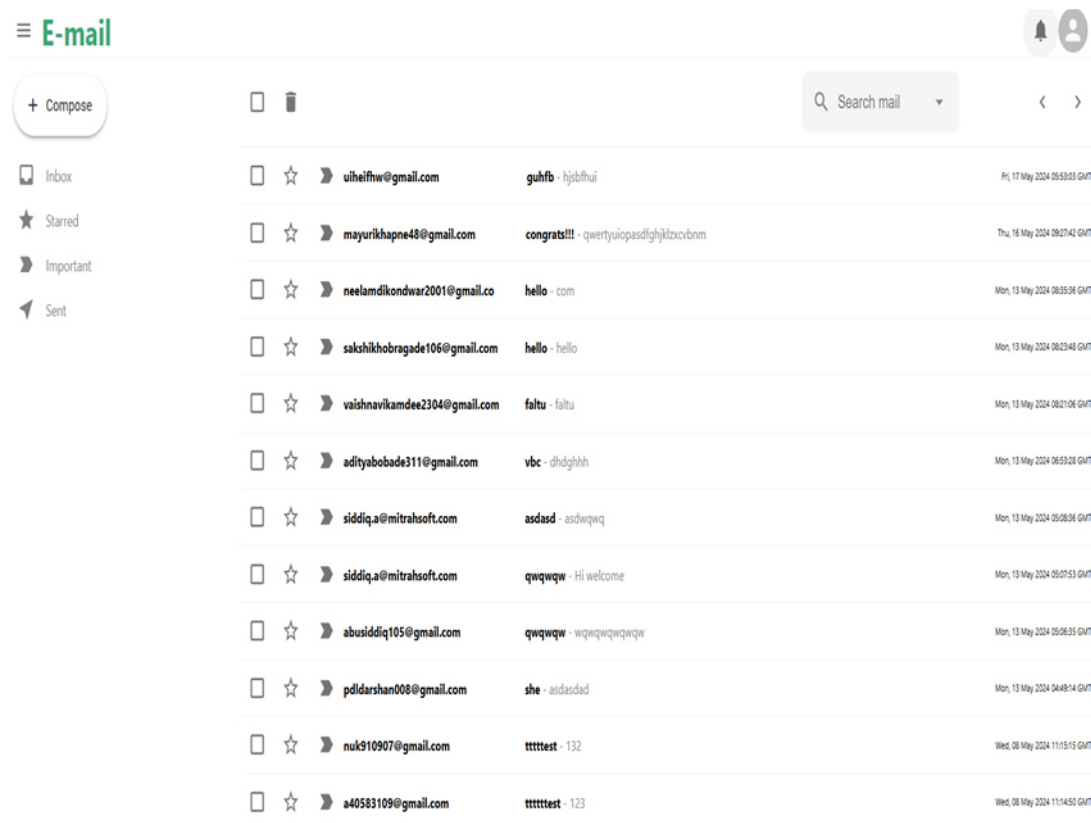 E-mail
+ Compose
Search mail
Inbox
Starred
Important
Sent
uiheifhw@gmail.com guhfb - hjsbfhui Fri, 17 May 2024 05:53:03 GMT
mayurikhapne48@gmail.com congrats!!! - qwertyuiopasdfghjklzxcvbnm Thu, 16 May 2024 09:27:42 GMT
neelamdikondwar2001@gmail.co hello - com Mon, 13 May 2024 08:35:36 GMT
sakshikhobragade106@gmail.com hello - hello Mon, 13 May 2024 08:23:48 GMT
vaishnavikamdee2304@gmail.com faltu - faltu Mon, 13 May 2024 08:21:06 GMT
adityabobade311@gmail.com vbc - dhdghhh Mon, 13 May 2024 06:53:28 GMT
siddiq.a@mitrahsoft.com asdasd - asdwqwq Mon, 13 May 2024 05:08:36 GMT
siddiq.a@mitrahsoft.com qwqwqw - Hi welcome Mon, 13 May 2024 05:07:53 GMT
abusiddiq105@gmail.com qwqwqw - wqwqwqwqwqw Mon, 13 May 2024 05:06:35 GMT
pdldarshan008@gmail.com she - asdasdad Mon, 13 May 2024 04:49:14 GMT
nuk910907@gmail.com tttttest - 132 Wed, 08 May 2024 11:15:15 GMT
a40583109@gmail.com ttttttest - 123 Wed, 08 May 2024 11:14:50 GMT